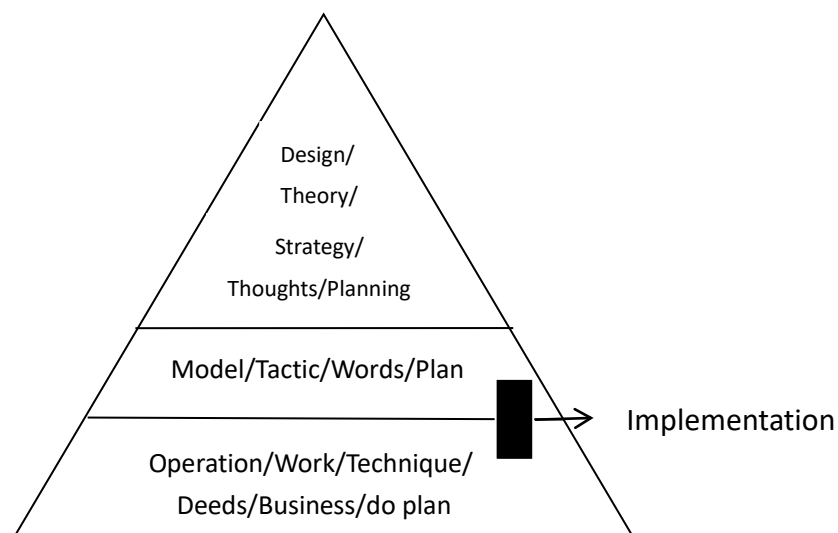 Design/
Theory/
Strategy/
Thoughts/Planning
Model/Tactic/Words/Plan
Implementation
Operation/Work/Technique/
Deeds/Business/do plan